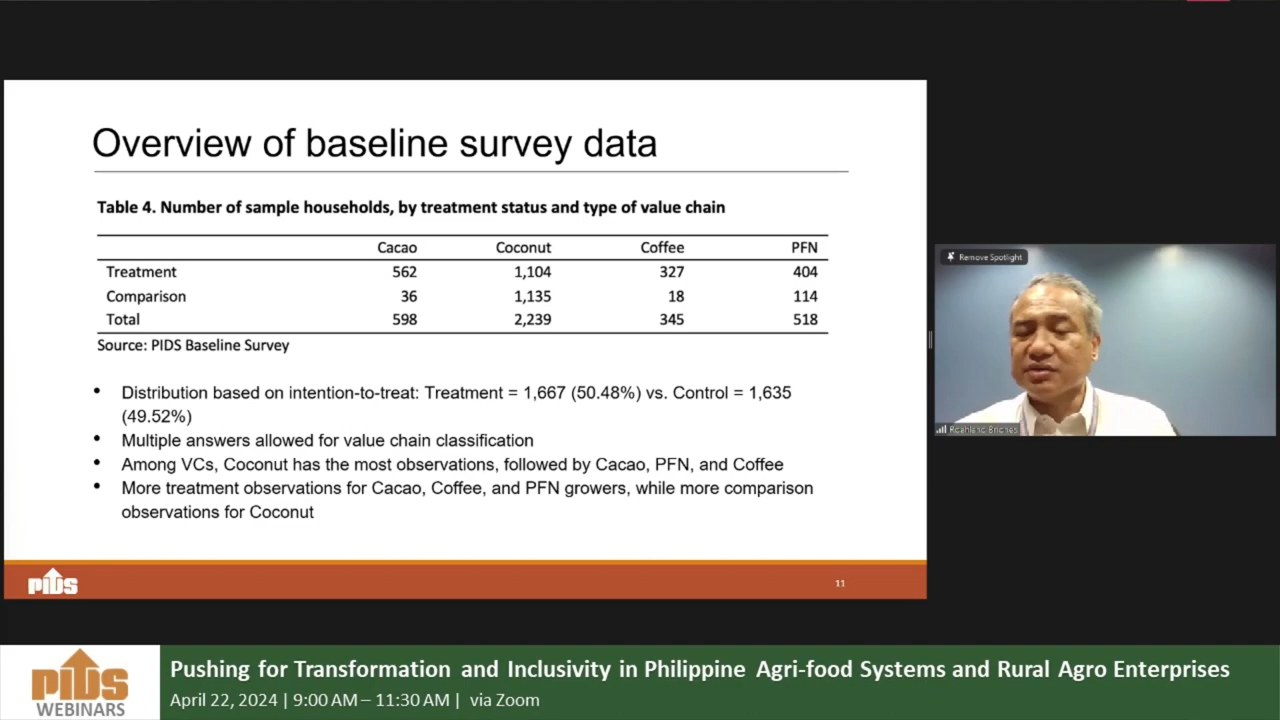 Overview of baseline survey data
Table 4. Number of sample households, by treatment status and type of value chain
Cacao Coconut Coffee PFN
Treatment 562 1,104 327 404
Comparison 36 1,135 18 114
Total 598 2,239 345 518
Source: PIDS Baseline Survey
• Distribution based on intention-to-treat: Treatment = 1,667 (50.48%) vs. Control = 1,635
(49.52%)
• Multiple answers allowed for value chain classification
• Among VCs, Coconut has the most observations, followed by Cacao, PFN, and Coffee
• More treatment observations for Cacao, Coffee, and PFN growers, while more comparison
observations for Coconut
PIDS
11
Remove Spotlight
Roehlano Briones
PIDS
WEBINARS
Pushing for Transformation and Inclusivity in Philippine Agri-food Systems and Rural Agro Enterprises
April 22, 2024 | 9:00 AM – 11:30 AM | via Zoom